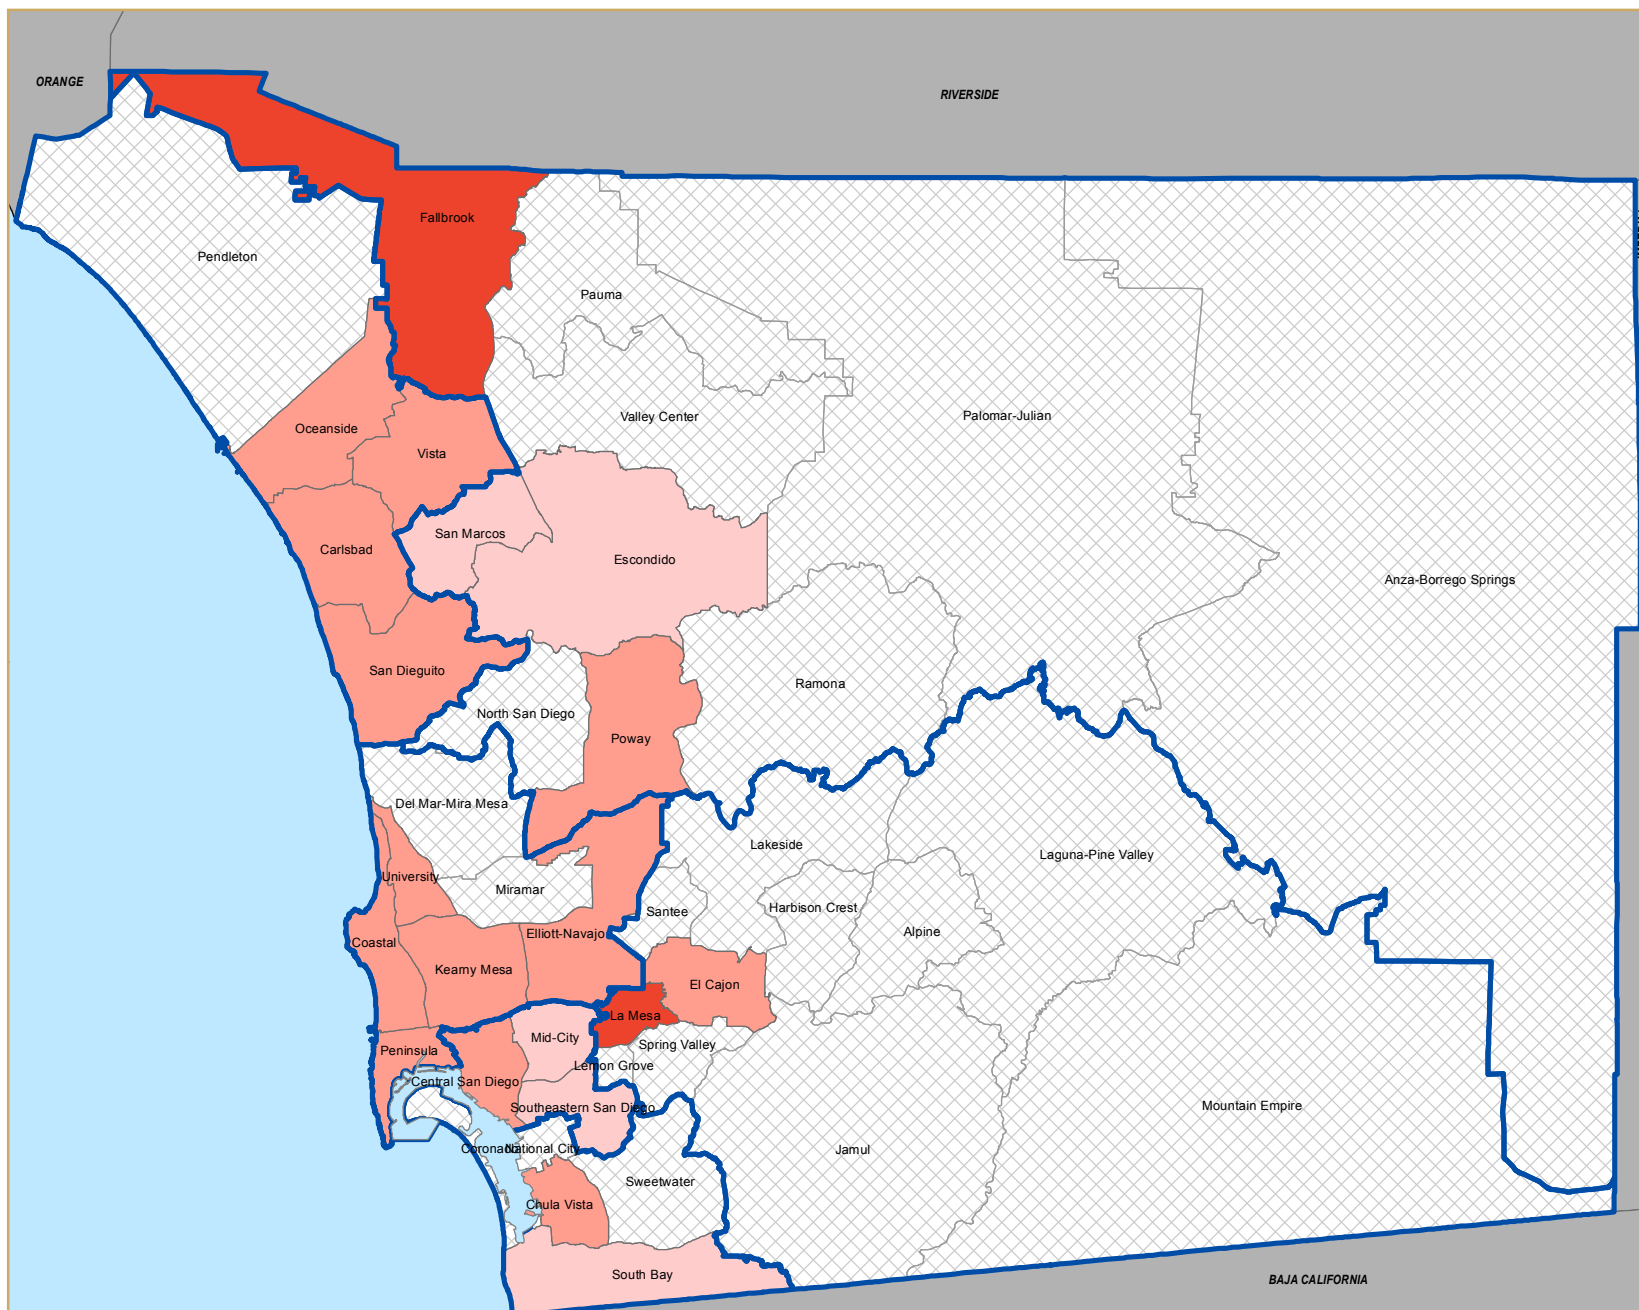 ORANGE
RIVERSIDE
Fallbrook
Pendleton
Pauma
Palomar-Julian
Valley Center
Oceanside
Vista
San Marcos
Carlsbad
Escondido
Anza-Borrego Springs
San Dieguito
Ramona
North San Diego
Poway
Del Mar-Mira Mesa
Lakeside
Laguna-Pine Valley
University
Miramar
Harbison Crest
Santee
Alpine
Elliott-Navajo
Coastal
Kearny Mesa
El Cajon
La Mesa
Mid-City
Spring Valley
Peninsula
Lemon Grove
Central San Diego
Southeastern San Diego
Mountain Empire
Coronado
National City
Jamul
Sweetwater
Chula Vista
South Bay
BAJA CALIFORNIA